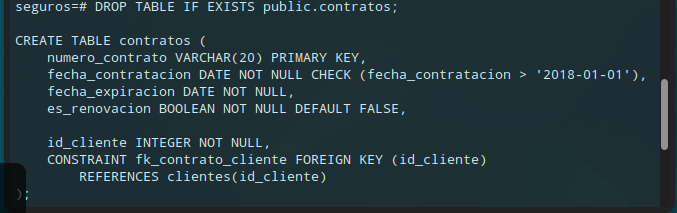 seguros=# DROP TABLE IF EXISTS public.contratos;
CREATE TABLE contratos (
    numero_contrato VARCHAR(20) PRIMARY KEY,
    fecha_contratacion DATE NOT NULL CHECK (fecha_contratacion > '2018-01-01'),
    fecha_expiracion DATE NOT NULL,
    es_renovacion BOOLEAN NOT NULL DEFAULT FALSE,
    id_cliente INTEGER NOT NULL,
    CONSTRAINT fk_contrato_cliente FOREIGN KEY (id_cliente)
        REFERENCES clientes(id_cliente)
);